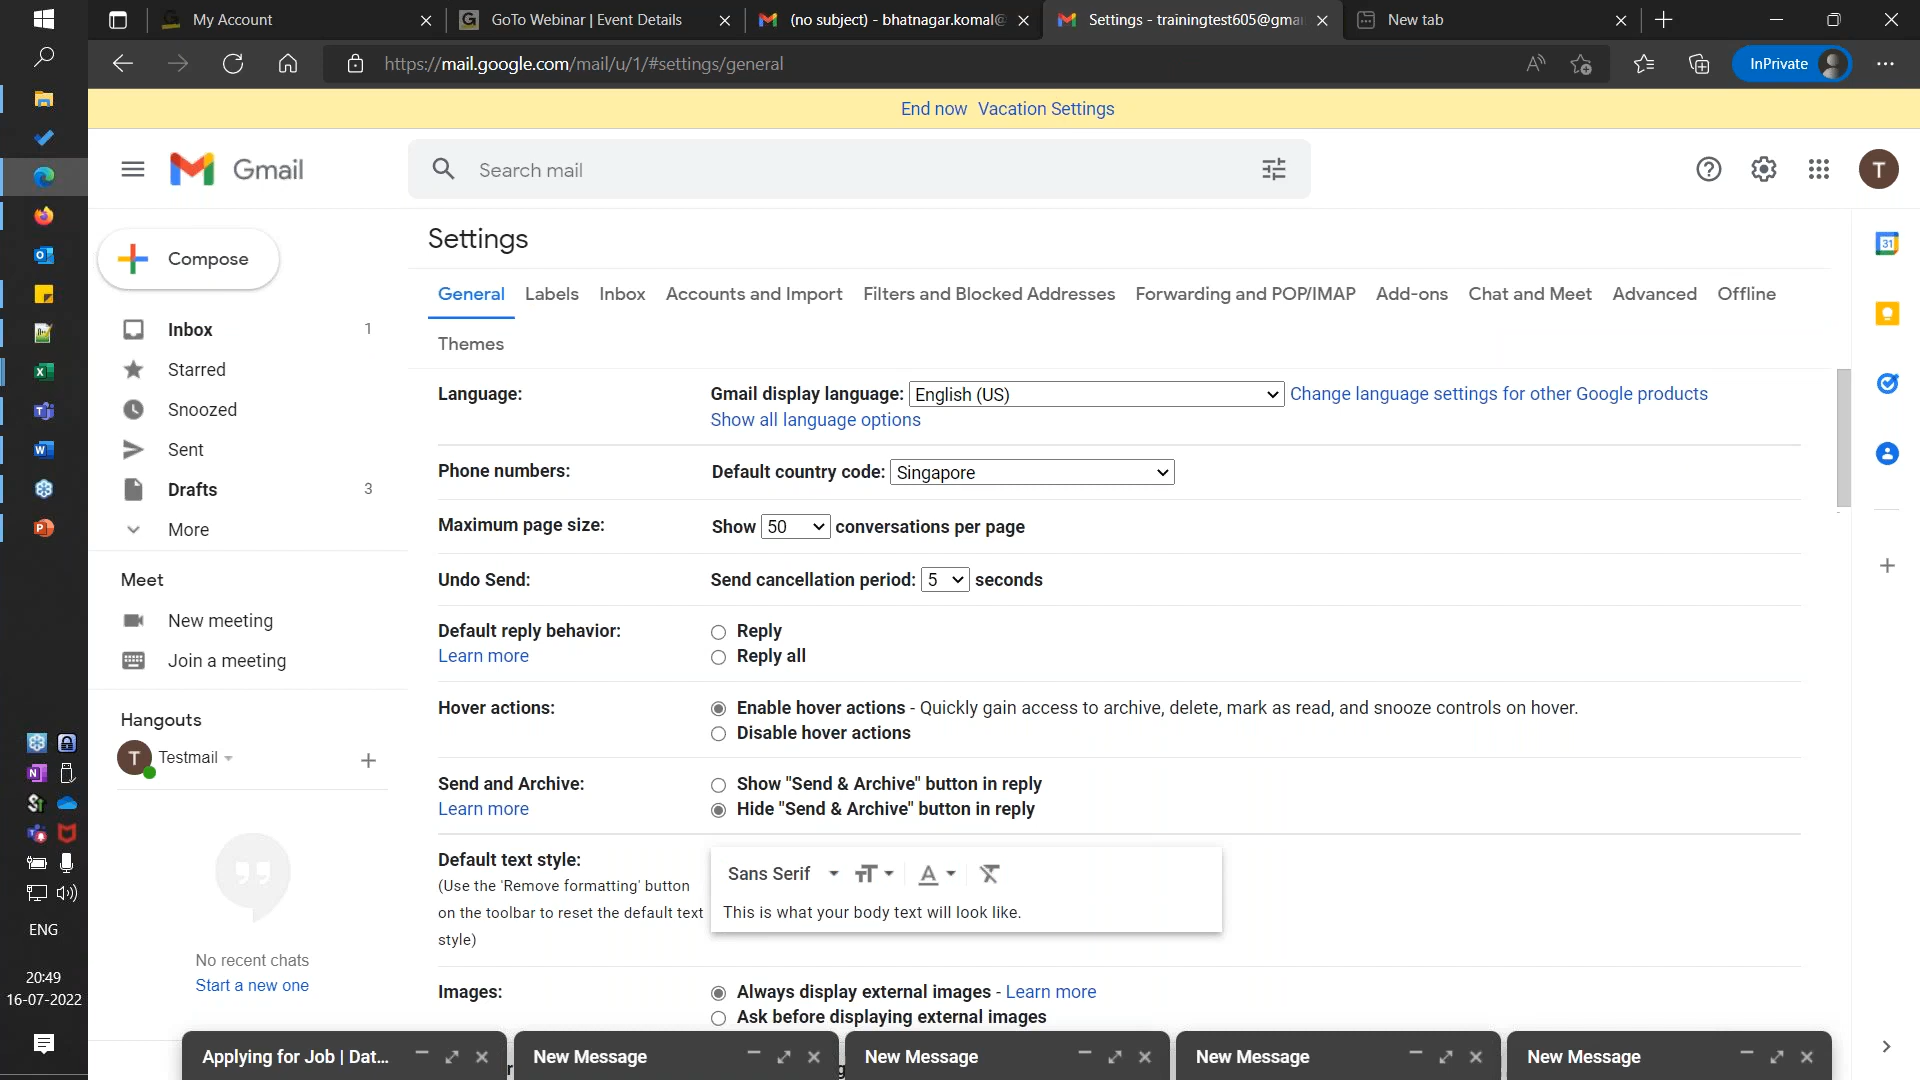 My Account
GoTo Webinar | Event Details
(no subject) - bhatnagar.komal@
Settings - trainingtest605@gmai
New tab
https://mail.google.com/mail/u/1/#settings/general
InPrivate
End now Vacation Settings
Gmail
Search mail
T
Compose
Inbox 1
Starred
Snoozed
Sent
Drafts 3
More
Meet
New meeting
Join a meeting
Hangouts
T Testmail
No recent chats
Start a new one
Settings
General Labels Inbox Accounts and Import Filters and Blocked Addresses Forwarding and POP/IMAP Add-ons Chat and Meet Advanced Offline
Themes
Language: Gmail display language: English (US) Change language settings for other Google products
Show all language options
Phone numbers: Default country code: Singapore
Maximum page size: Show 50 conversations per page
Undo Send: Send cancellation period: 5 seconds
Default reply behavior: Reply
Learn more Reply all
Hover actions: Enable hover actions - Quickly gain access to archive, delete, mark as read, and snooze controls on hover.
Disable hover actions
Send and Archive: Show "Send & Archive" button in reply
Learn more Hide "Send & Archive" button in reply
Default text style:
(Use the 'Remove formatting' button
on the toolbar to reset the default text
style)
Sans Serif
This is what your body text will look like.
Images: Always display external images - Learn more
Ask before displaying external images
Applying for Job | Dat...
New Message
New Message
New Message
New Message
31
ENG
20:49
16-07-2022